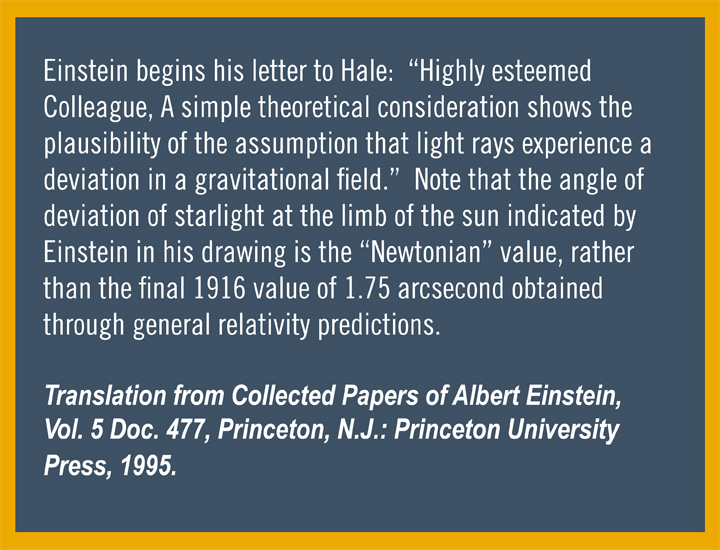 Einstein begins his letter to Hale:  “Highly esteemed
Colleague, A simple theoretical consideration shows the
plausibility of the assumption that light rays experience a
deviation in a gravitational field.”  Note that the angle of
deviation of starlight at the limb of the sun indicated by
Einstein in his drawing is the “Newtonian” value, rather
than the final 1916 value of 1.75 arcsecond obtained
through general relativity predictions.
Translation from Collected Papers of Albert Einstein,
Vol. 5 Doc. 477, Princeton, N.J.: Princeton University
Press, 1995.